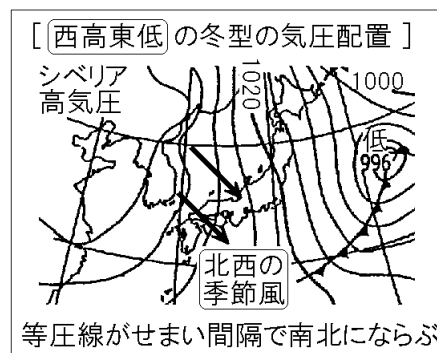 [西高東低の冬型の気圧配置]
シベリア
高気圧
1020
1000
低
996
北西の
季節風
等圧線がせまい間隔で南北にならぶ